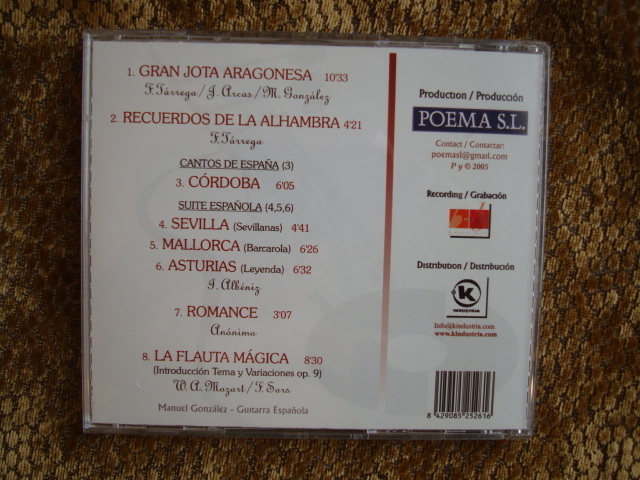 1. GRAN JOTA ARAGONESA 10'33
F. Tárrega / J. Arcas / M. González
2. RECUERDOS DE LA ALHAMBRA 4'21
F. Tárrega
CANTOS DE ESPAÑA (3)
3. CÓRDOBA 6'05
SUITE ESPAÑOLA (4,5,6)
4. SEVILLA (Sevillanas) 4'41
5. MALLORCA (Barcarola) 6'26
6. ASTURIAS (Leyenda) 6'32
I. Albéniz
7. ROMANCE 3'07
Anónimo
8. LA FLAUTA MÁGICA 8'30
(Introducción Tema y Variaciones op. 9)
W. A. Mozart / F. Sors
Manuel González - Guitarra Española
Production / Producción
POEMA S.L.
Contact / Contactar:
poemasl@gmail.com
P y © 2005
Recording / Grabación
Distribution / Distribución
K
KINDUSTRIA
Info@kindustria.com
www.kindustria.com
8 429085 252616